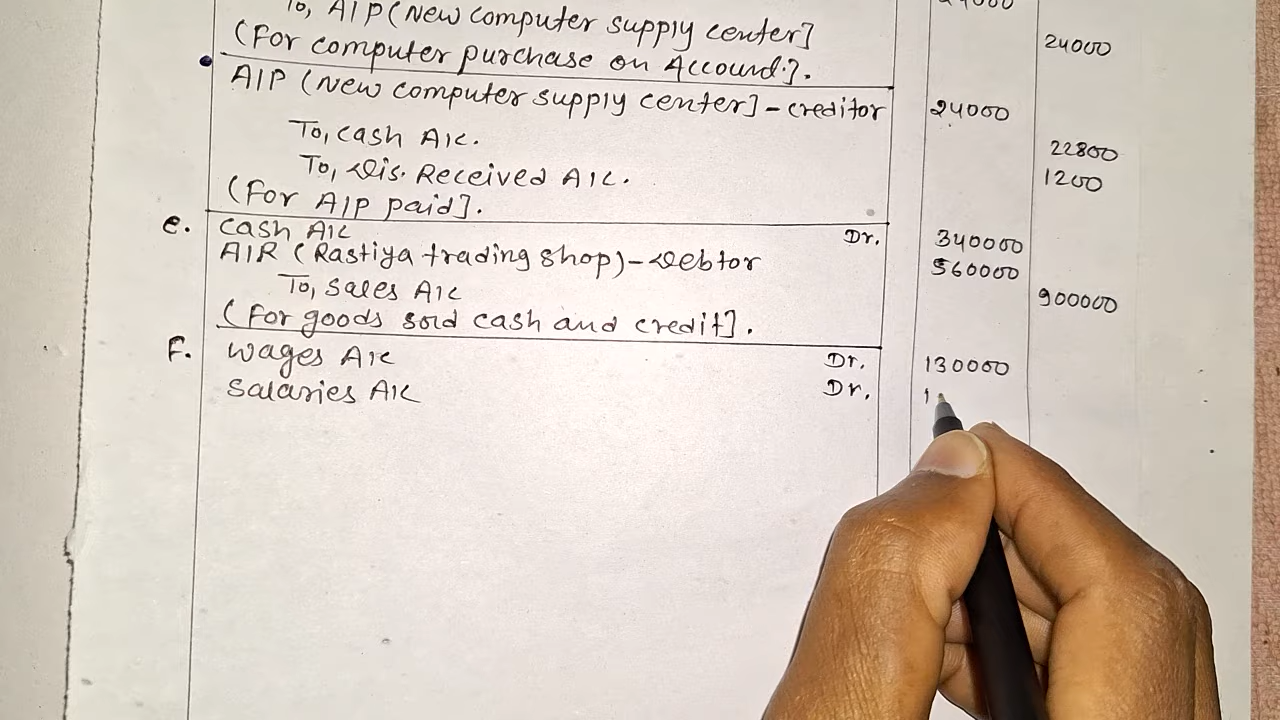 To, A/P (New computer supply center] 24000
(For computer purchase on Account]. 24000
A/P (New computer supply center] - creditor 24000
To, cash A/c. 22800
To, Dis. Received A/c. 1200
(For A/p paid].
e. cash A/c Dr. 340000
A/R (Rastiya trading shop) - Debtor 560000
To, sales A/c 900000
(For goods sold cash and credit].
F. Wages A/c Dr. 130000
Salaries A/c Dr. 1